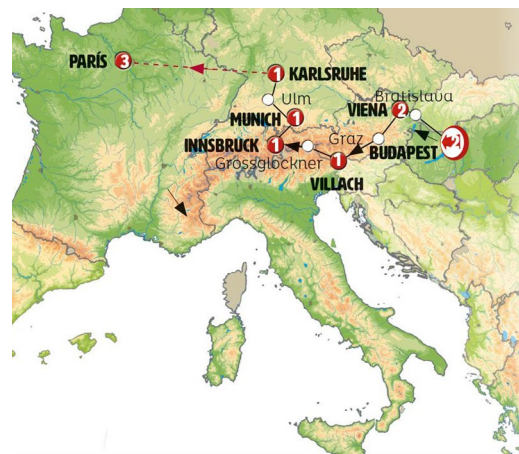 PARÍS 3
1 KARLSRUHE
Ulm
MUNICH 1
VIENA 2
Bratislava
INNSBRUCK 1
Graz
BUDAPEST 2
Grossglockner
1
VILLACH